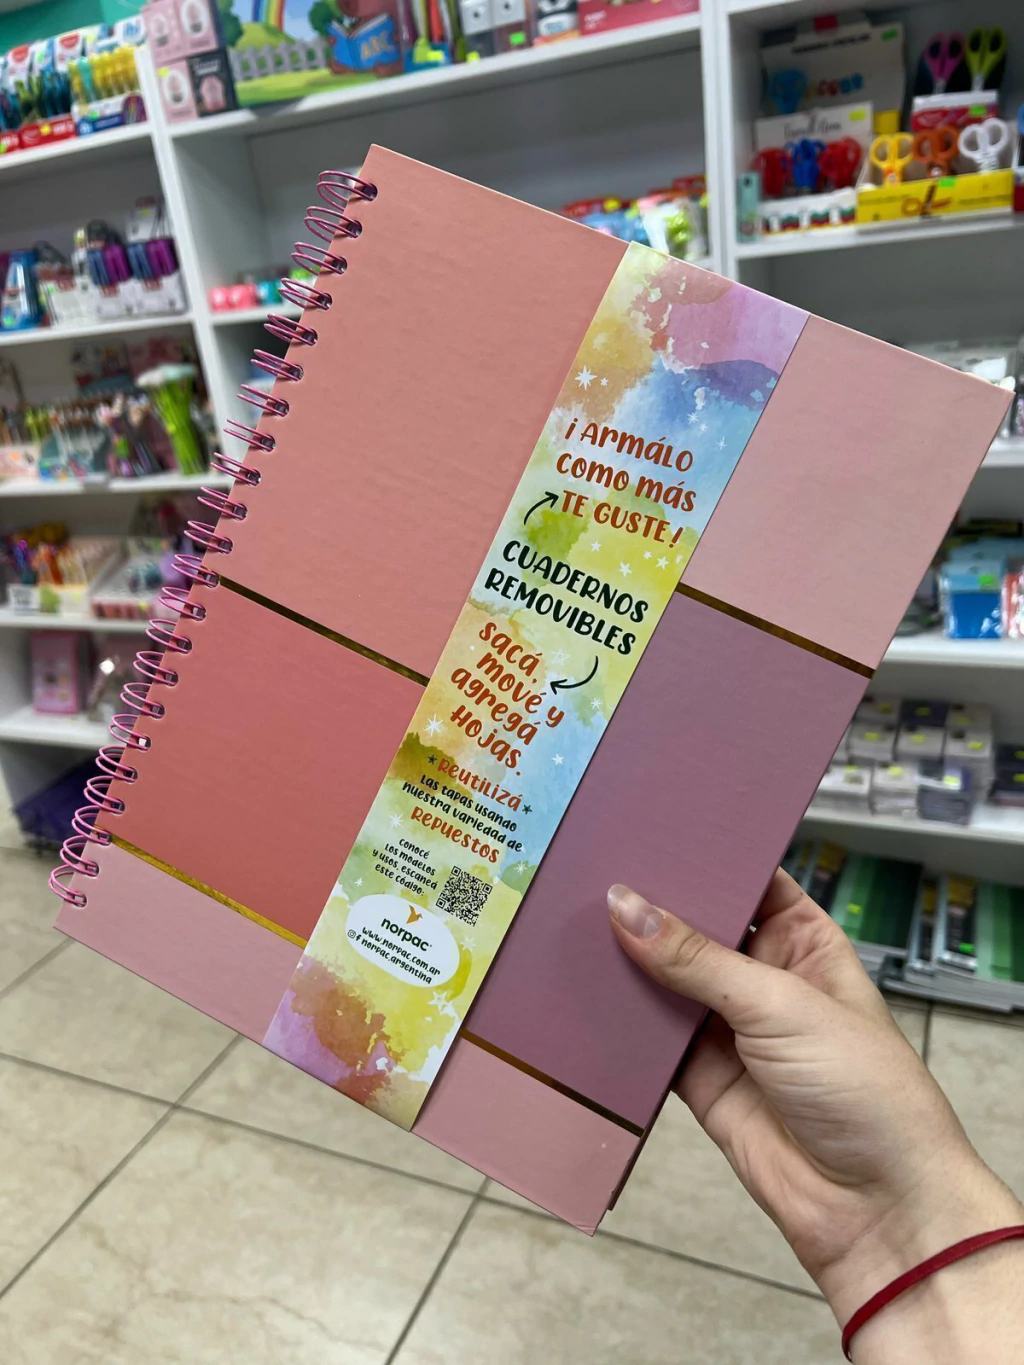 ¡Armálo
como más
TE GUSTE!
CUADERNOS
REMOVIBLES
sacá,
mové y
agregá
Hojas.
Reutilizá
Las tapas usando
nuestra variedad de
Repuestos
Conocé
Los modelos
y usos, escaneá
este código.
norpac
www.norpac.com.ar
norpac.argentina
ABC